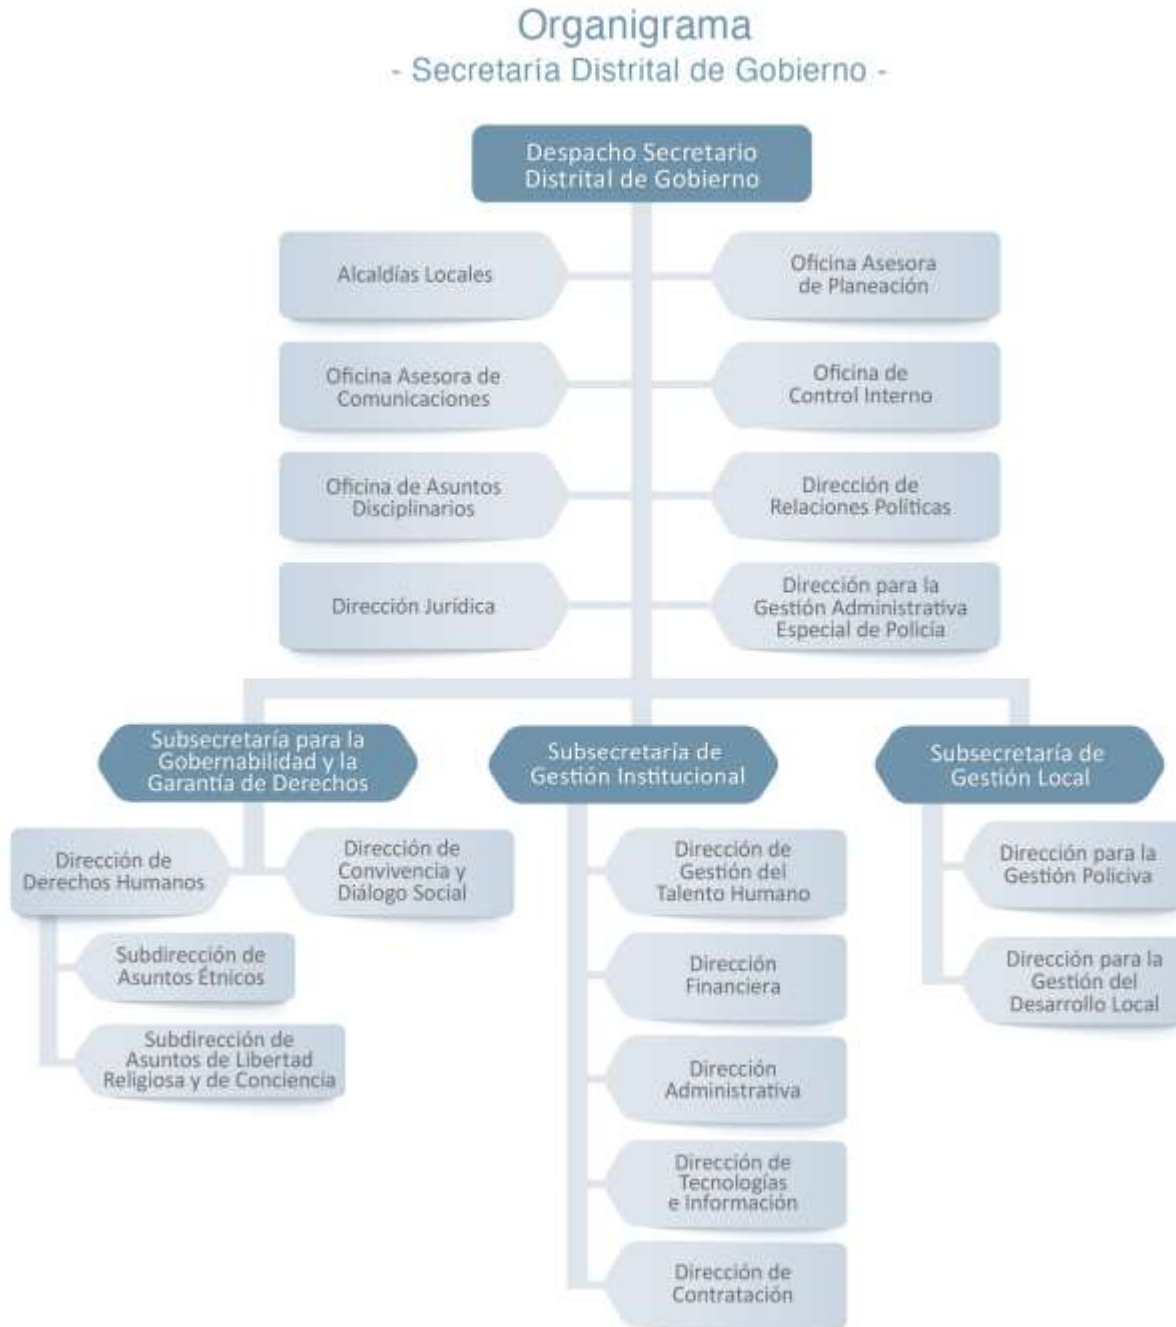 Organigrama
- Secretaría Distrital de Gobierno -
Despacho Secretario
Distrital de Gobierno
Alcaldías Locales
Oficina Asesora
de Planeación
Oficina Asesora de
Comunicaciones
Oficina de
Control Interno
Oficina de Asuntos
Disciplinarios
Dirección de
Relaciones Políticas
Dirección Jurídica
Dirección para la
Gestión Administrativa
Especial de Policía
Subsecretaría para la
Gobernabilidad y la
Garantía de Derechos
Subsecretaría de
Gestión Institucional
Subsecretaría de
Gestión Local
Dirección de
Derechos Humanos
Dirección de
Convivencia y
Diálogo Social
Subdirección de
Asuntos Étnicos
Subdirección de
Asuntos de Libertad
Religiosa y de Conciencia
Dirección de
Gestión del
Talento Humano
Dirección
Financiera
Dirección
Administrativa
Dirección de
Tecnologías
e Información
Dirección de
Contratación
Dirección para la
Gestión Policiva
Dirección para la
Gestión del
Desarrollo Local